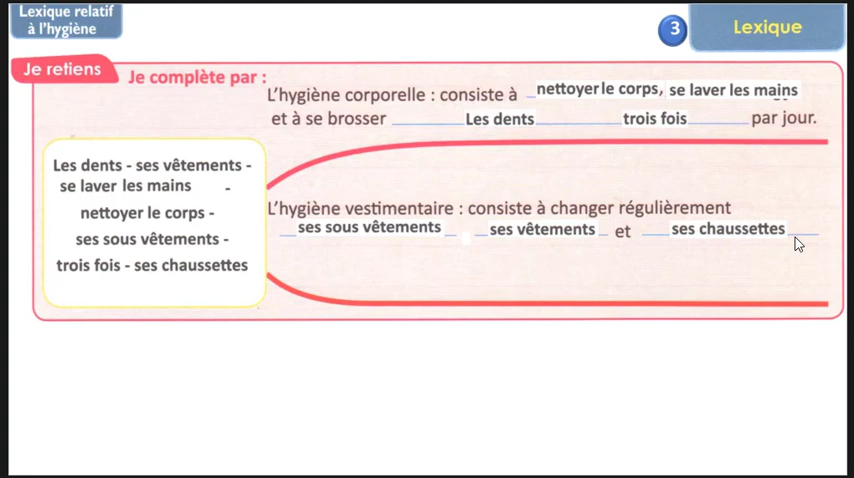 Lexique relatif
à l'hygiène
3
Lexique
Je retiens
Je complète par :
L'hygiène corporelle : consiste à nettoyer le corps, se laver les mains
et à se brosser Les dents trois fois par jour.
Les dents - ses vêtements -
se laver les mains -
nettoyer le corps -
ses sous vêtements -
trois fois - ses chaussettes
L'hygiène vestimentaire : consiste à changer régulièrement
ses sous vêtements ses vêtements et ses chaussettes